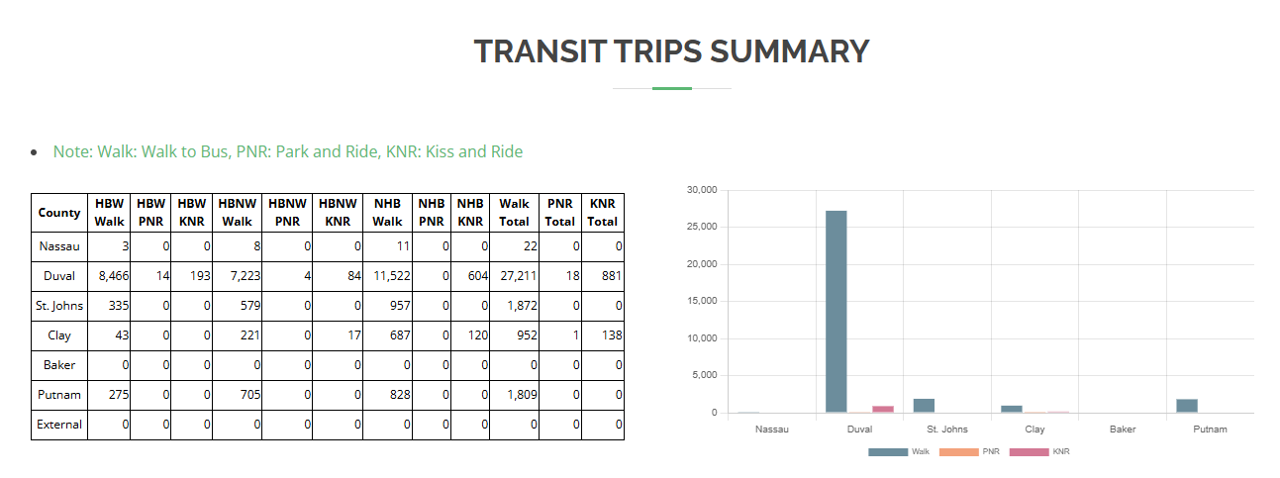 TRANSIT TRIPS SUMMARY
Note: Walk: Walk to Bus, PNR: Park and Ride, KNR: Kiss and Ride
County HBW Walk HBW PNR HBW KNR HBNW Walk HBNW PNR HBNW KNR NHB Walk NHB PNR NHB KNR Walk Total PNR Total KNR Total
Nassau 3 0 0 8 0 0 11 0 0 22 0 0
Duval 8,466 14 193 7,223 4 84 11,522 0 604 27,211 18 881
St. Johns 335 0 0 579 0 0 957 0 0 1,872 0 0
Clay 43 0 0 221 0 17 687 0 120 952 1 138
Baker 0 0 0 0 0 0 0 0 0 0 0 0
Putnam 275 0 0 705 0 0 828 0 0 1,809 0 0
External 0 0 0 0 0 0 0 0 0 0 0 0
30,000
25,000
20,000
15,000
10,000
5,000
0
Nassau Duval St. Johns Clay Baker Putnam
Walk PNR KNR